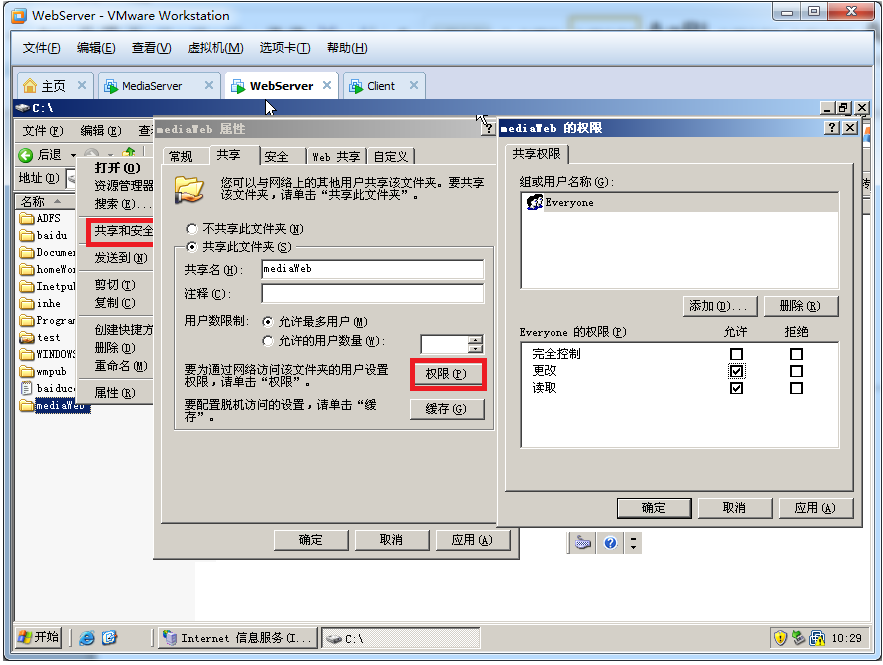 WebServer - VMware Workstation
文件(F) 编辑(E) 查看(V) 虚拟机(M) 选项卡(T) 帮助(H)
主页 MediaServer WebServer Client
C:\
文件(F) 编辑(E) 查
后退
地址(D)
名称
ADFS
baidu
Documen
homeWor
Inetpub
inhe
Program
test
WINDOWS
wmpub
baiduc
mediaWeb
打开(O)
资源管理器
搜索(E)...
共享和安全
发送到(N)
剪切(T)
复制(C)
创建快捷方
删除(D)
重命名(M)
属性(R)
mediaWeb 属性
常规 共享 安全 Web 共享 自定义
您可以与网络上的其他用户共享该文件夹。要共享
该文件夹，请单击“共享此文件夹”。
不共享此文件夹(N)
共享此文件夹(S)
共享名(H): mediaWeb
注释(C):
用户数限制: 允许最多用户(M)
允许的用户数量(W):
要为通过网络访问该文件夹的用户设置
权限，请单击“权限”。
权限(P)
要配置脱机访问的设置，请单击“缓
存”。
缓存(G)
确定 取消 应用(A)
mediaWeb 的权限
共享权限
组或用户名称(G):
Everyone
添加(D)... 删除(R)
Everyone 的权限(P) 允许 拒绝
完全控制
更改
读取
确定 取消 应用(A)
开始 Internet 信息服务(I... C:\ 10:29